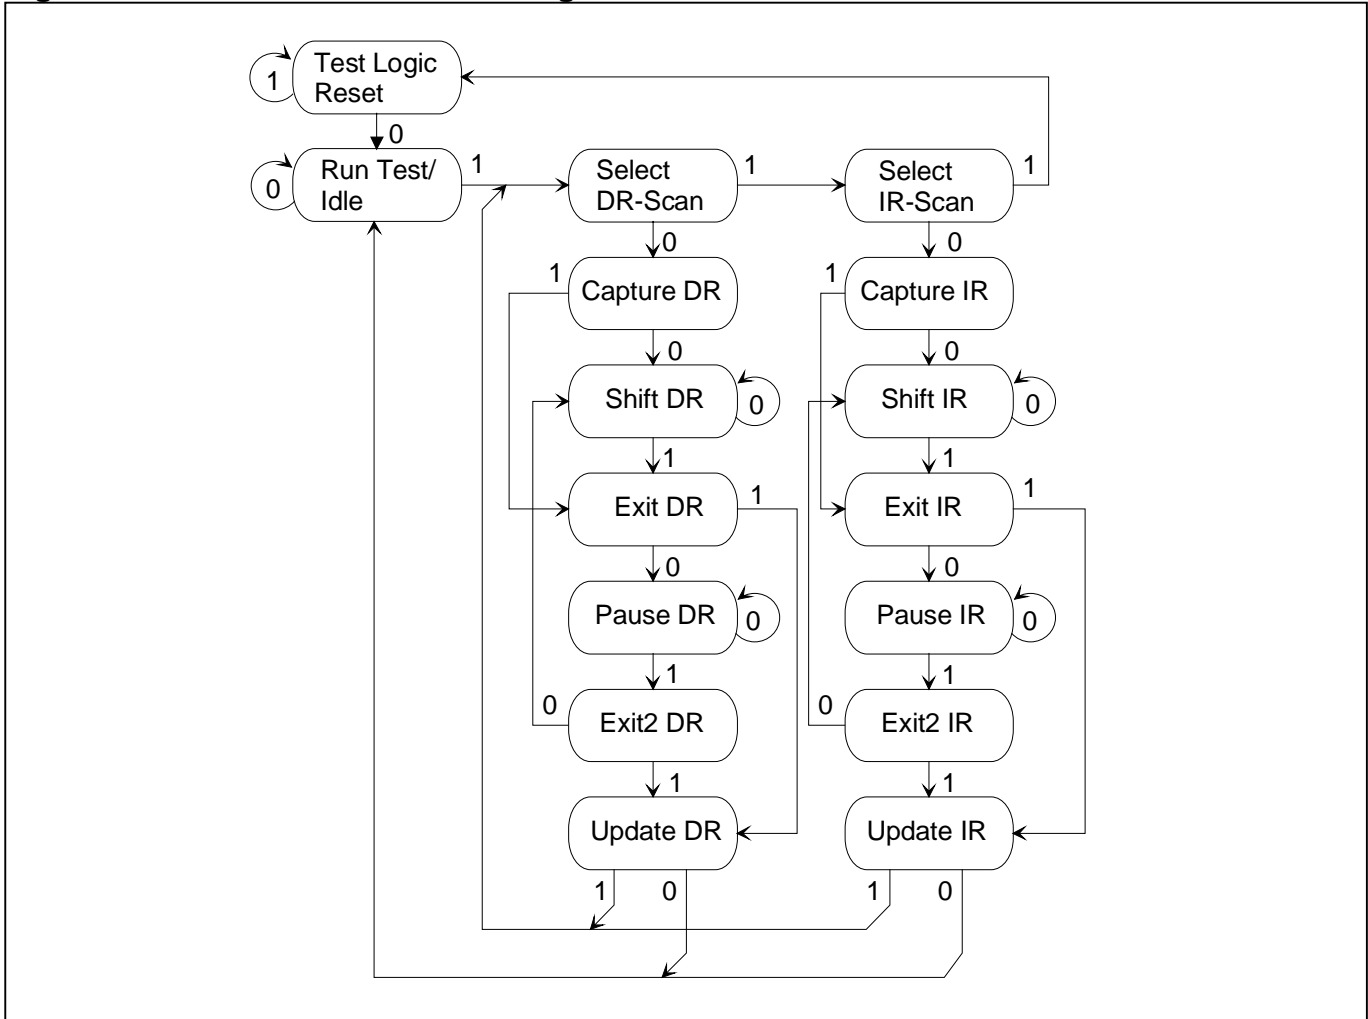 Test Logic
Reset
1
0
Run Test/
Idle
0
1
Select
DR-Scan
1
Select
IR-Scan
1
0
0
1
Capture DR
1
Capture IR
0
0
Shift DR
0
Shift IR
0
1
1
Exit DR
1
Exit IR
1
0
0
Pause DR
0
Pause IR
0
1
1
0
Exit2 DR
0
Exit2 IR
1
1
Update DR
Update IR
1
0
1
0